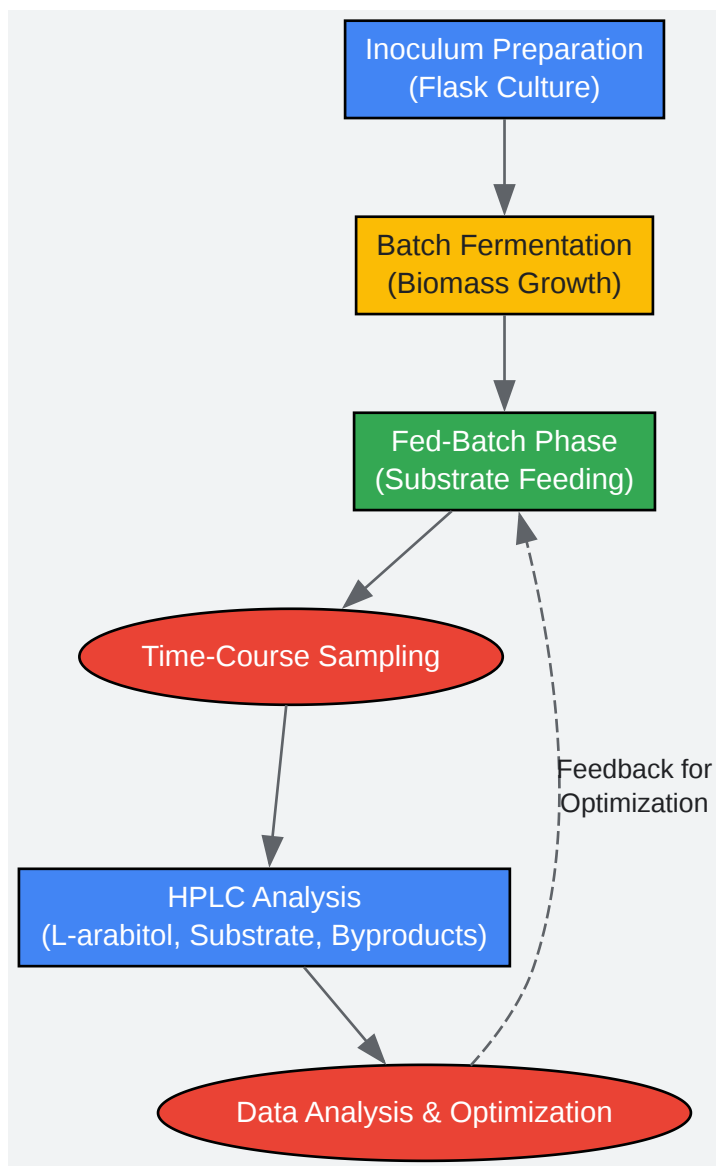 Inoculum Preparation
(Flask Culture)
Batch Fermentation
(Biomass Growth)
Fed-Batch Phase
(Substrate Feeding)
Time-Course Sampling
Feedback for
Optimization
HPLC Analysis
(L-arabitol, Substrate, Byproducts)
Data Analysis & Optimization